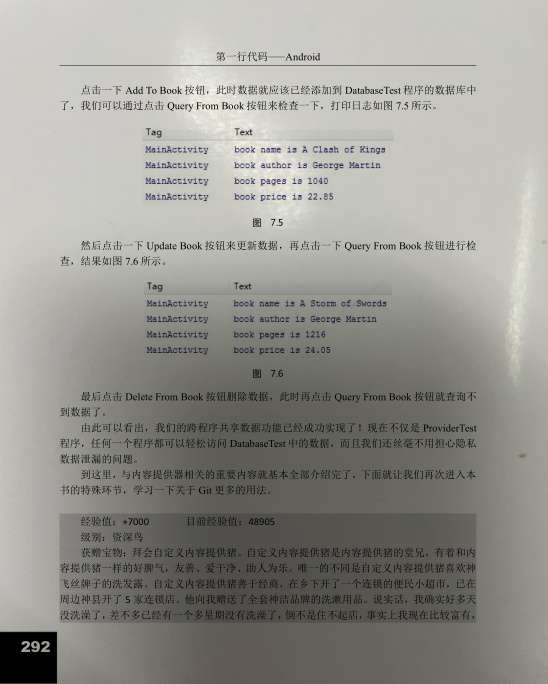 第一行代码——Android
点击一下 Add To Book 按钮，此时数据就应该已经添加到 DatabaseTest 程序的数据库中
了，我们可以通过点击 Query From Book 按钮来检查一下，打印日志如图 7.5 所示。
Tag Text
MainActivity book name is A Clash of Kings
MainActivity book author is George Martin
MainActivity book pages is 1040
MainActivity book price is 22.85
图 7.5
然后点击一下 Update Book 按钮来更新数据，再点击一下 Query From Book 按钮进行检
查，结果如图 7.6 所示。
Tag Text
MainActivity book name is A Storm of Swords
MainActivity book author is George Martin
MainActivity book pages is 1216
MainActivity book price is 24.05
图 7.6
最后点击 Delete From Book 按钮删除数据，此时再点击 Query From Book 按钮就查询不
到数据了。
由此可以看出，我们的跨程序共享数据功能已经成功实现了！现在不仅是 ProviderTest
程序，任何一个程序都可以轻松访问 DatabaseTest 中的数据，而且我们还丝毫不用担心隐私
数据泄漏的问题。
到这里，与内容提供器相关的重要内容就基本全部介绍完了，下面就让我们再次进入本
书的特殊环节，学习一下关于 Git 更多的用法。
经验值：+7000 目前经验值：48905
级别：资深鸟
获赠宝物：拜会自定义内容提供猪。自定义内容提供猪是内容提供猪的堂兄，有着和内
容提供猪一样的好脾气，友善、爱干净、助人为乐。唯一的不同是自定义内容提供猪喜欢神
飞丝牌子的洗发露。自定义内容提供猪善于经商，在乡下开了一个连锁的便民小超市，已在
周边神县开了 5 家连锁店。他向我赠送了全套神洁品牌的洗漱用品。说实话，我确实好多天
没洗澡了，差不多已经有一个多星期没有洗澡了，倒不是住不起店，事实上我现在比较富有，
292